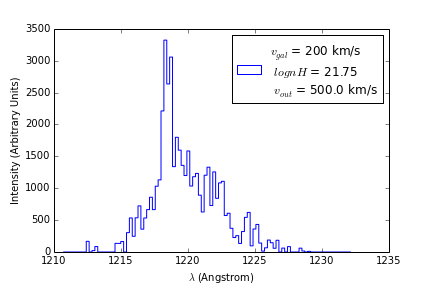 3500
3000
2500
2000
1500
1000
500
0
Intensity (Arbitrary Units)
v_gal = 200 km/s
lognH = 21.75
v_out = 500.0 km/s
1210 1215 1220 1225 1230 1235
λ (Angstrom)